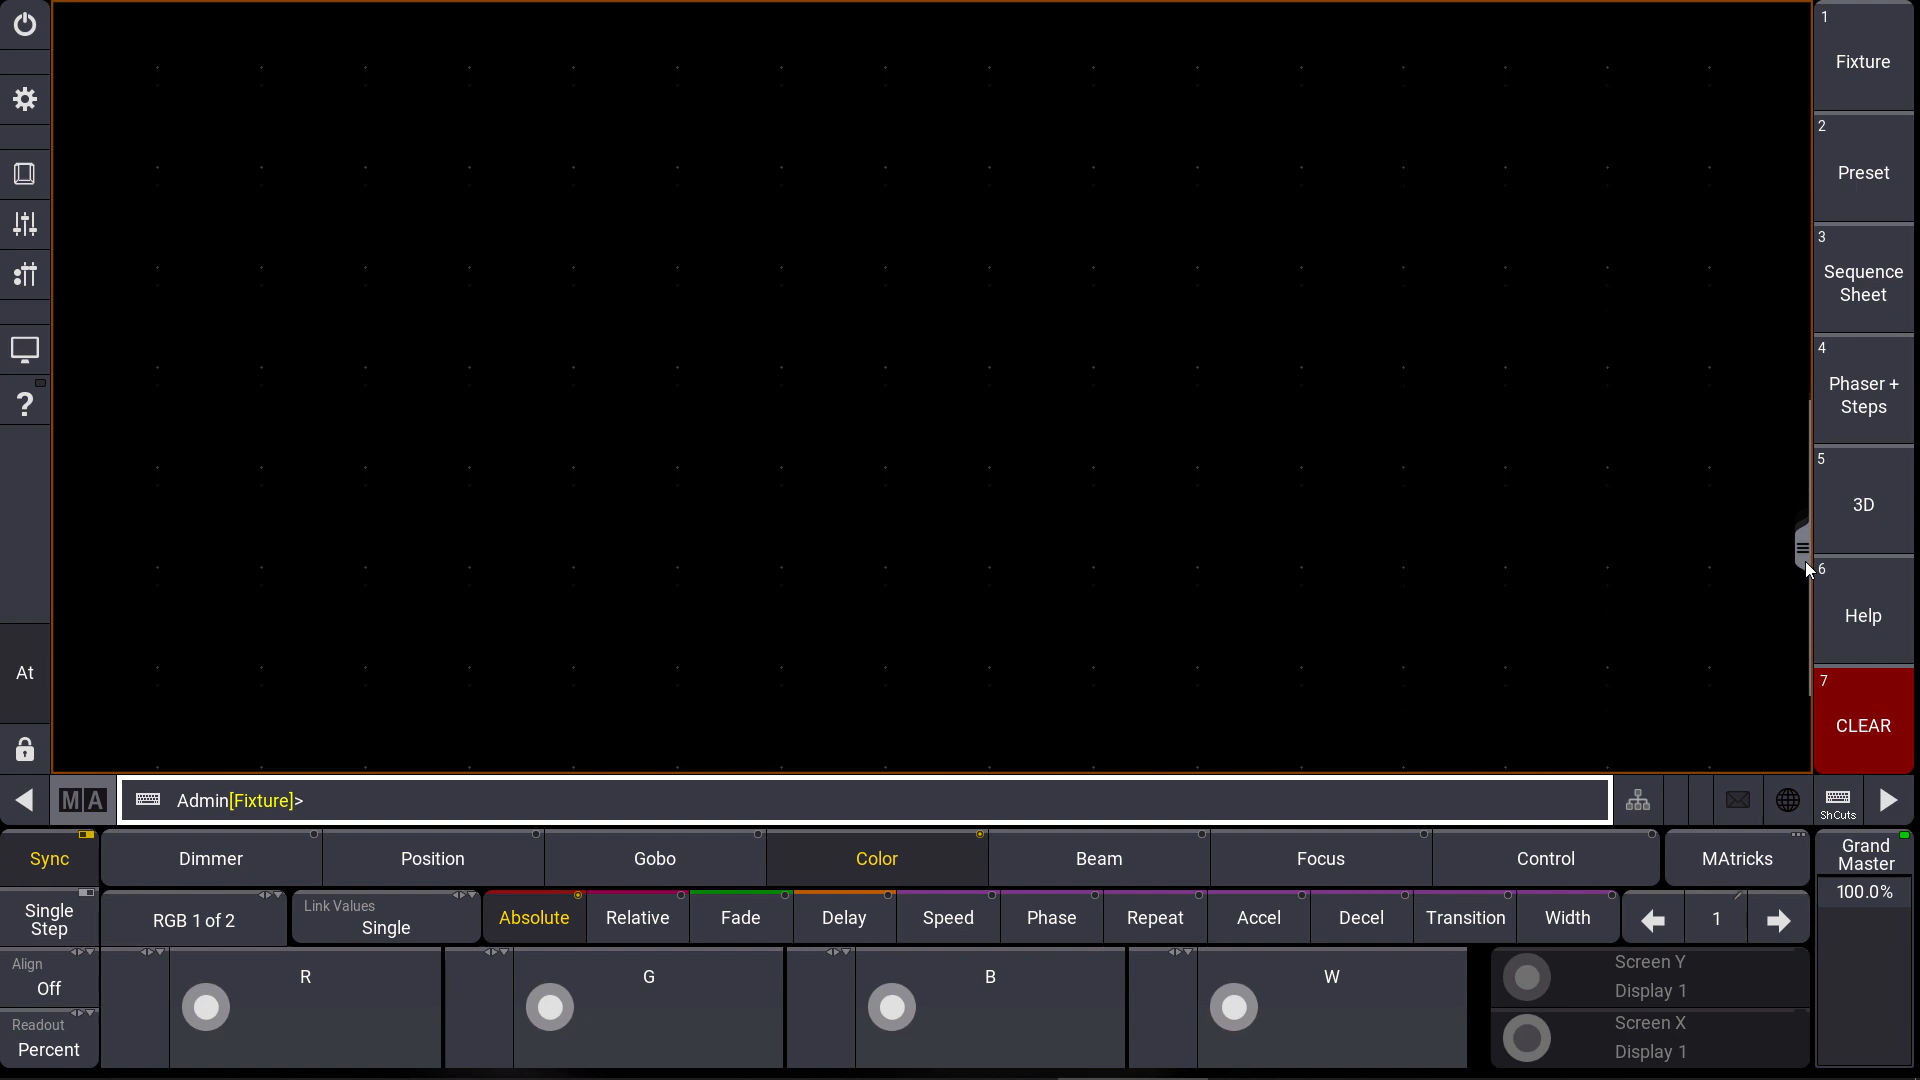 1
Fixture
2
Preset
3
Sequence
Sheet
4
Phaser +
Steps
5
3D
6
Help
At
7
CLEAR
MA
Admin[Fixture]>
ShCuts
Sync
Dimmer
Position
Gobo
Color
Beam
Focus
Control
MAtricks
Grand
Master
100.0%
Single
Step
RGB 1 of 2
Link Values
Single
Absolute
Relative
Fade
Delay
Speed
Phase
Repeat
Accel
Decel
Transition
Width
1
Align
Off
R
G
B
W
Screen Y
Display 1
Readout
Percent
Screen X
Display 1